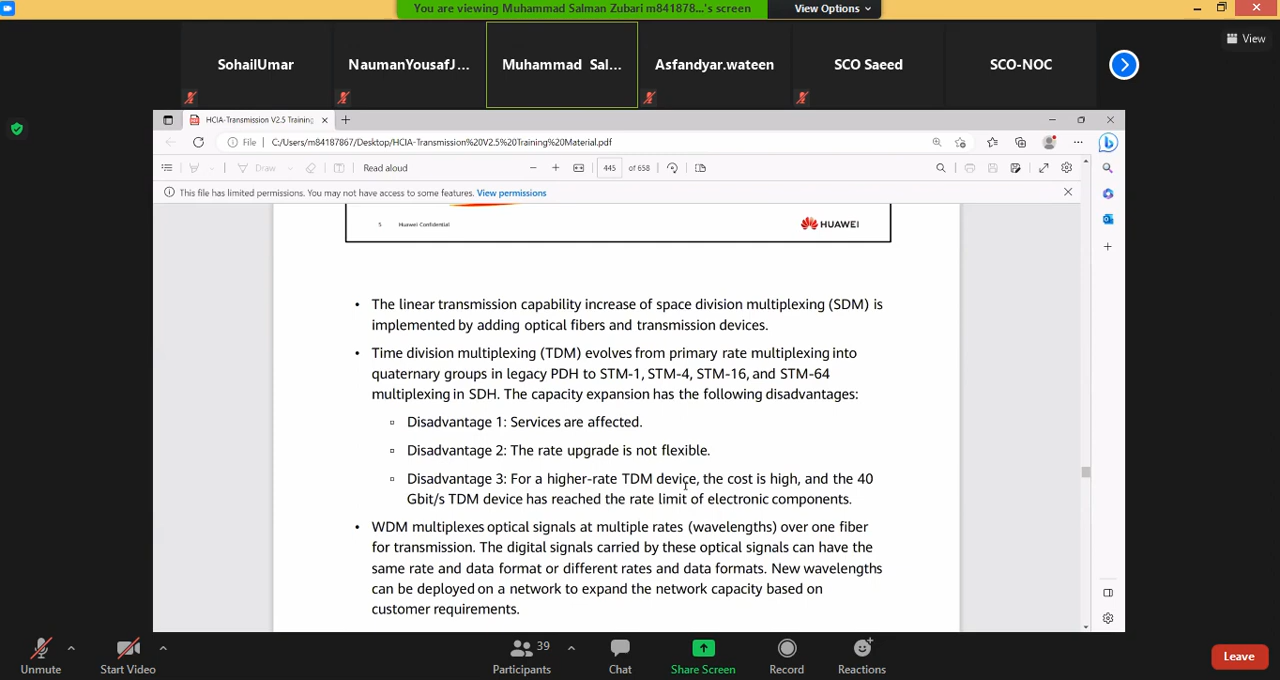 You are viewing Muhammad Salman Zubari m841878...'s screen
View Options
SohailUmar
NaumanYousafJ...
Muhammad Sal...
Asfandyar.wateen
SCO Saeed
SCO-NOC
View
HCIA-Transmission V2.5 Training
File
C:/Users/m84187867/Desktop/HCIA-Transmission%20V2.5%20Training%20Material.pdf
Draw
Read aloud
445
of 658
This file has limited permissions. You may not have access to some features. View permissions
5 Huawei Confidential
HUAWEI
• The linear transmission capability increase of space division multiplexing (SDM) is
implemented by adding optical fibers and transmission devices.
• Time division multiplexing (TDM) evolves from primary rate multiplexing into
quaternary groups in legacy PDH to STM-1, STM-4, STM-16, and STM-64
multiplexing in SDH. The capacity expansion has the following disadvantages:
▫ Disadvantage 1: Services are affected.
▫ Disadvantage 2: The rate upgrade is not flexible.
▫ Disadvantage 3: For a higher-rate TDM device, the cost is high, and the 40
Gbit/s TDM device has reached the rate limit of electronic components.
• WDM multiplexes optical signals at multiple rates (wavelengths) over one fiber
for transmission. The digital signals carried by these optical signals can have the
same rate and data format or different rates and data formats. New wavelengths
can be deployed on a network to expand the network capacity based on
customer requirements.
Unmute
Start Video
39
Participants
Chat
Share Screen
Record
Reactions
Leave